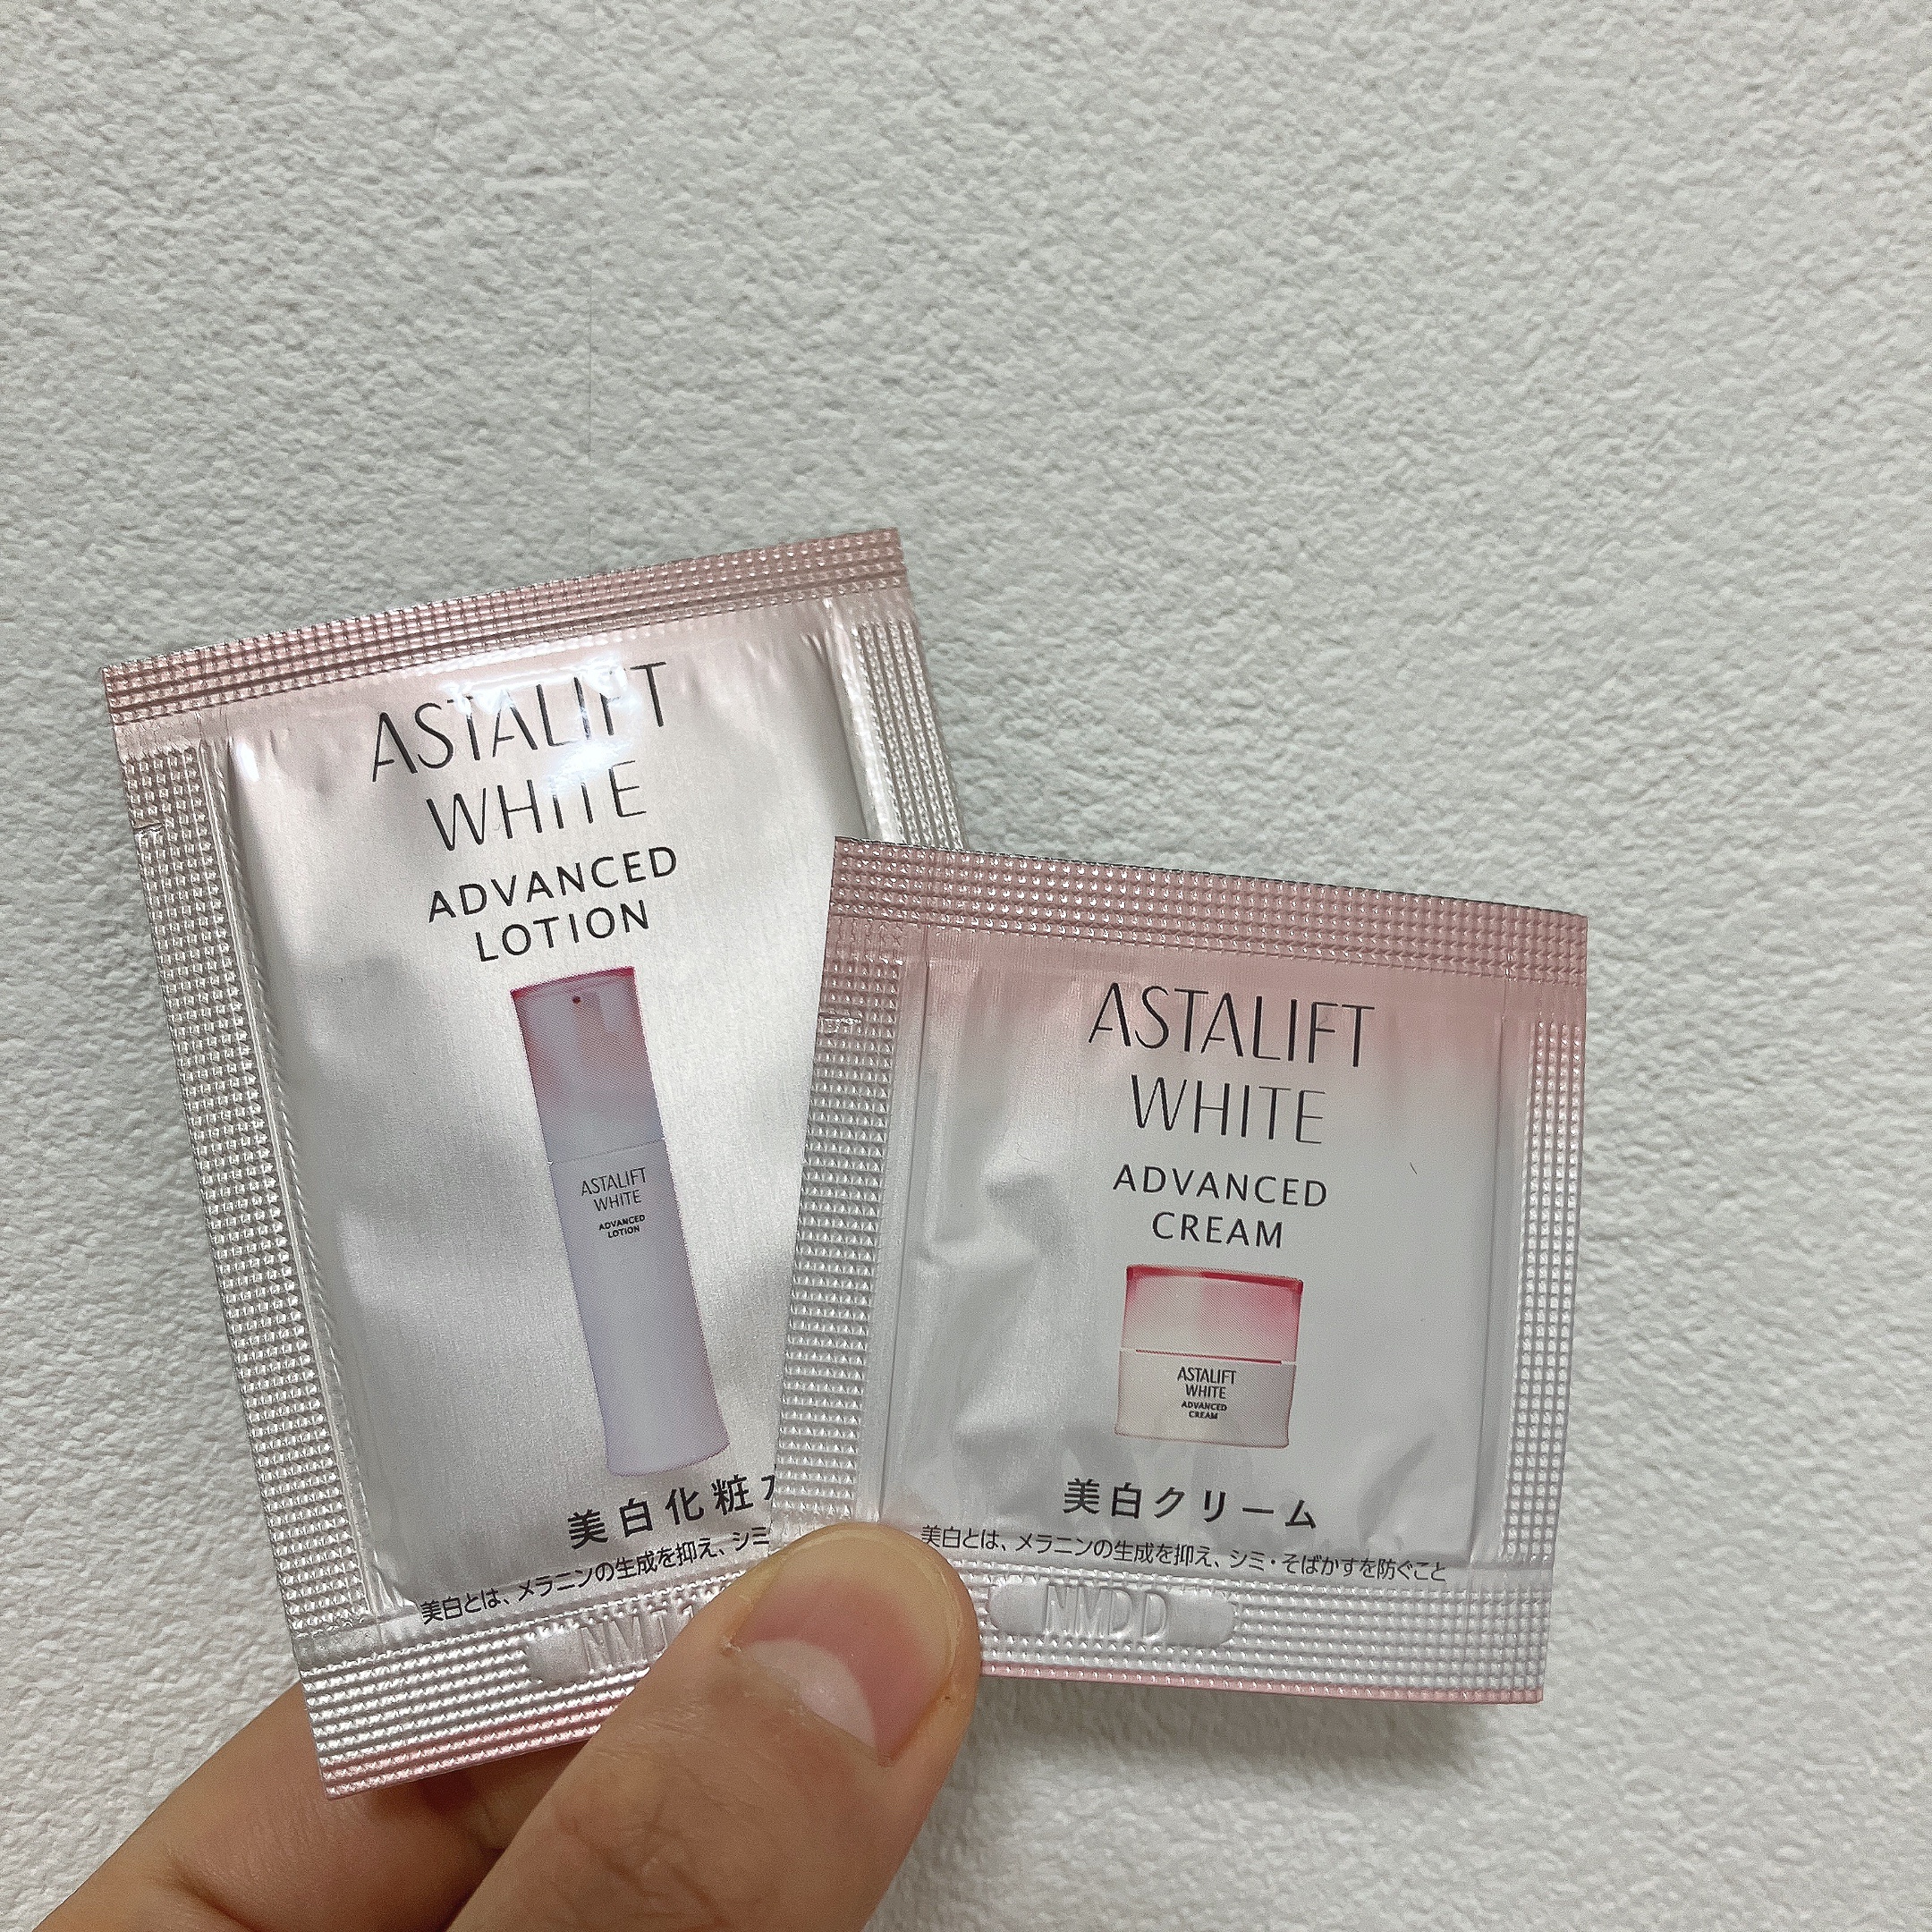 ASTALIFT
WHITE
ADVANCED
LOTION
ASTALIFT
WHITE
ADVANCED
LOTION
美白化粧
美白とは、メラニンの生成を抑え、シミ
ASTALIFT
WHITE
ADVANCED
CREAM
ASTALIFT
WHITE
ADVANCED
CREAM
美白クリーム
美白とは、メラニンの生成を抑え、シミ・そばかすを防ぐこと
NMDD